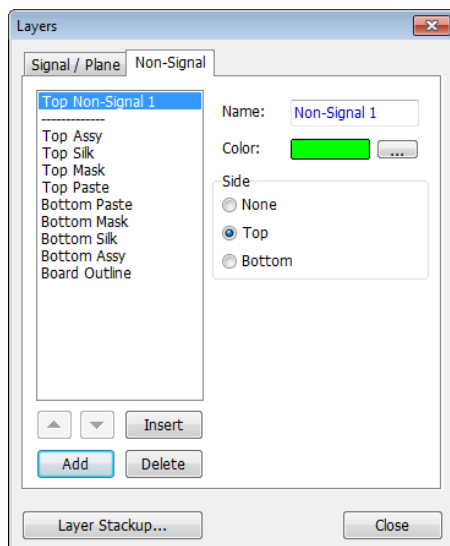 Layers
Signal / Plane
Non-Signal
Top Non-Signal 1
-------------
Top Assy
Top Silk
Top Mask
Top Paste
Bottom Paste
Bottom Mask
Bottom Silk
Bottom Assy
Board Outline
Name: Non-Signal 1
Color: ...
Side
None
Top
Bottom
Insert
Add
Delete
Layer Stackup...
Close